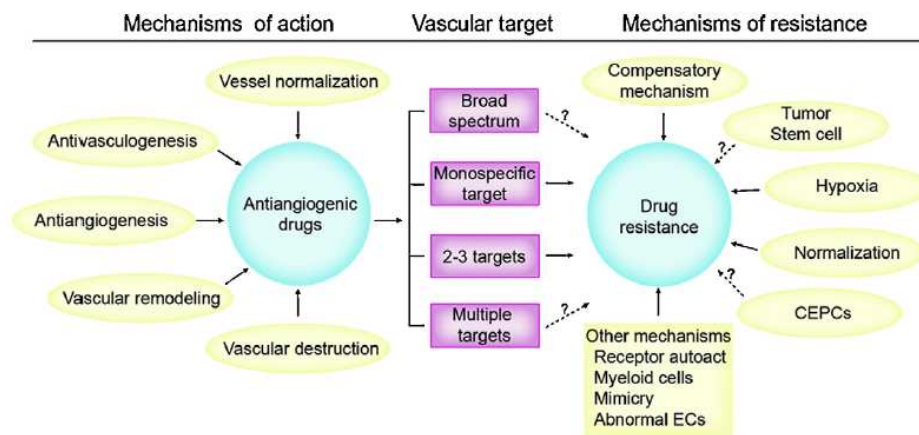 Mechanisms of action
Vascular target
Mechanisms of resistance
Vessel normalization
Antivasculogenesis
Antiangiogenesis
Vascular remodeling
Vascular destruction
Antiangiogenic
drugs
Broad
spectrum
Monospecific
target
2-3 targets
Multiple
targets
?
?
Drug
resistance
Compensatory
mechanism
Tumor
Stem cell
?
Hypoxia
Normalization
?
CEPCs
Other mechanisms
Receptor autoact
Myeloid cells
Mimicry
Abnormal ECs